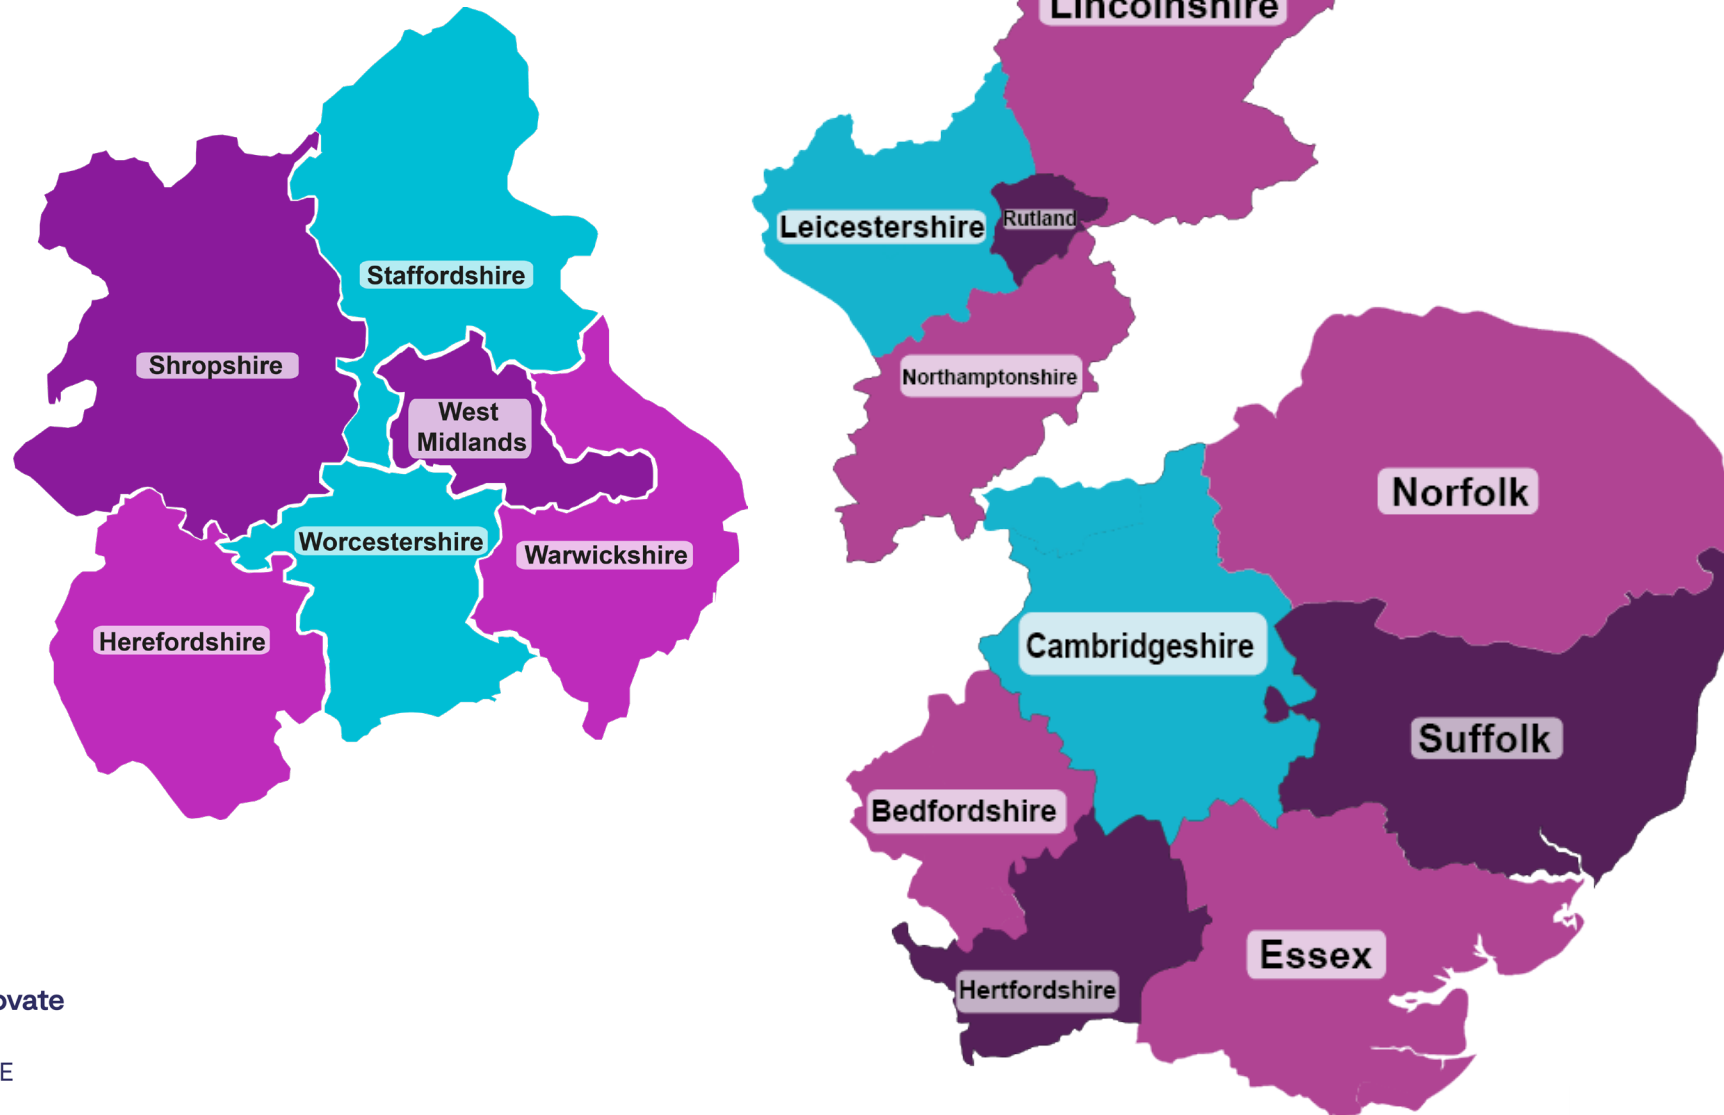 Lincolnshire
Staffordshire
Leicestershire
Rutland
Shropshire
West
Midlands
Northamptonshire
Norfolk
Worcestershire
Warwickshire
Herefordshire
Cambridgeshire
Suffolk
Bedfordshire
Essex
Hertfordshire
ovate
E